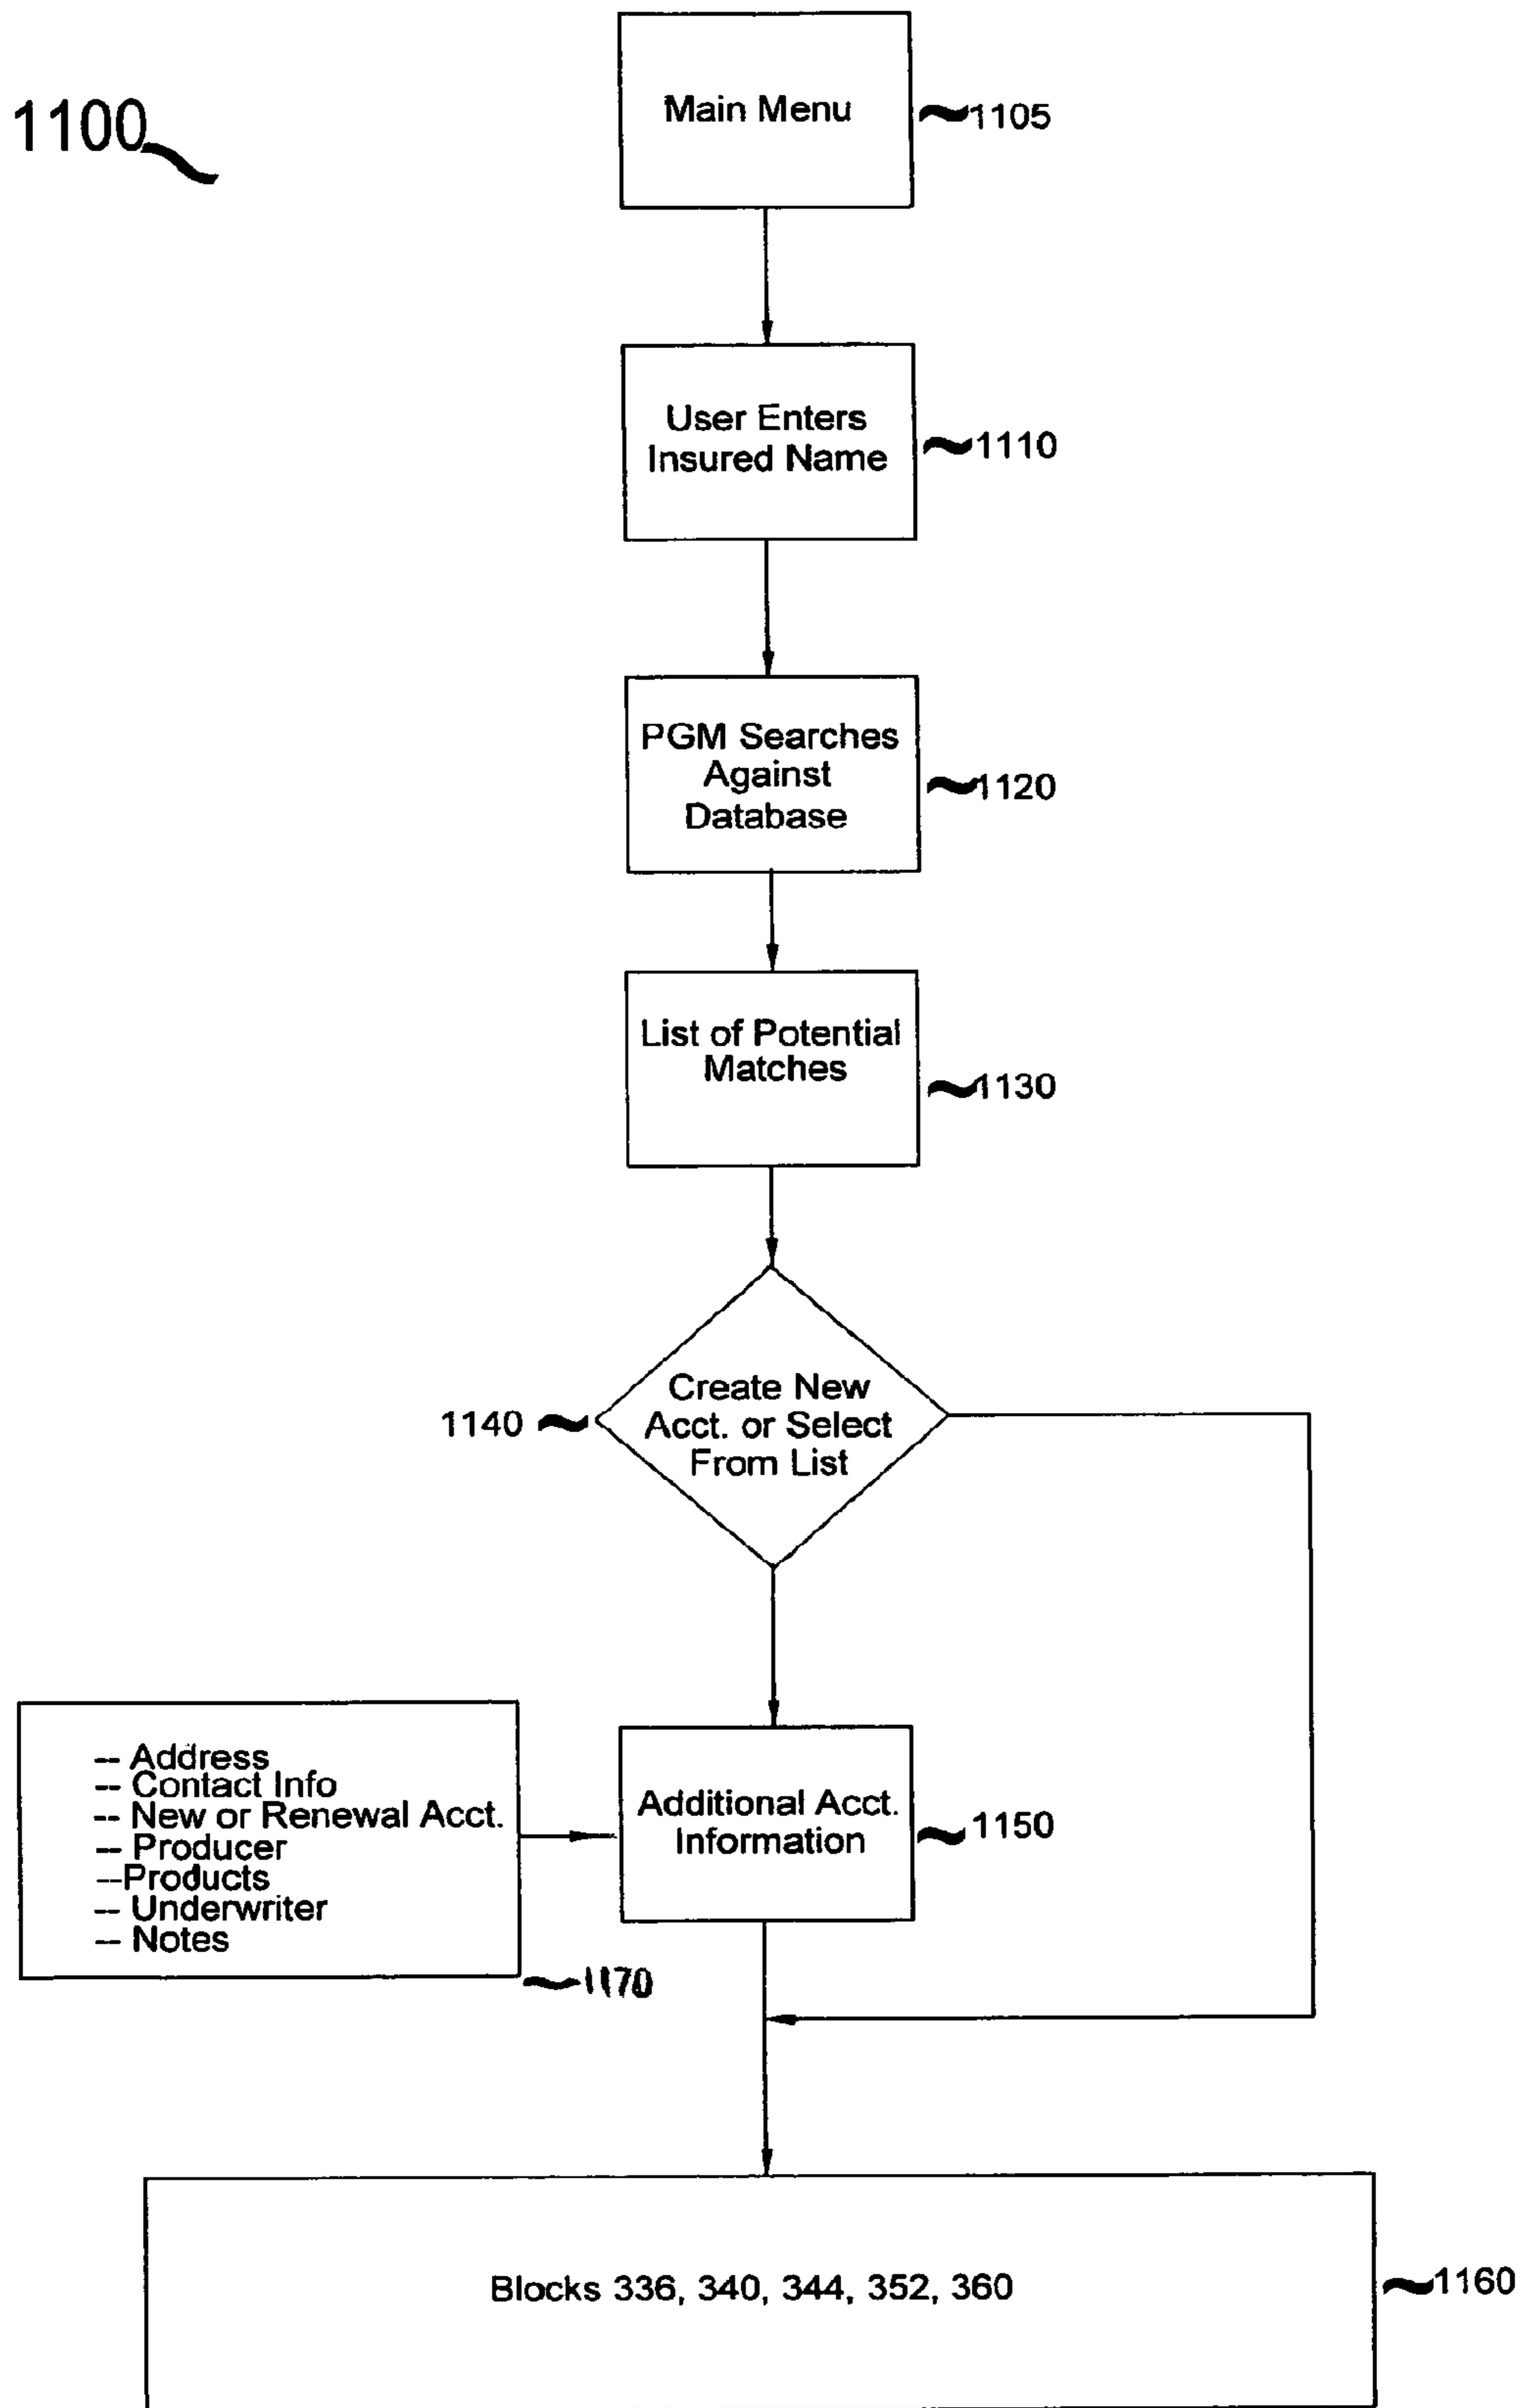 1100
Main Menu
1105
User Enters
Insured Name
1110
PGM Searches
Against
Database
1120
List of Potential
Matches
1130
Create New
Acct. or Select
From List
1140
-- Address
-- Contact Info
-- New or Renewal Acct.
-- Producer
--Products
-- Underwriter
-- Notes
1170
Additional Acct.
Information
1150
Blocks 336, 340, 344, 352, 360
1160